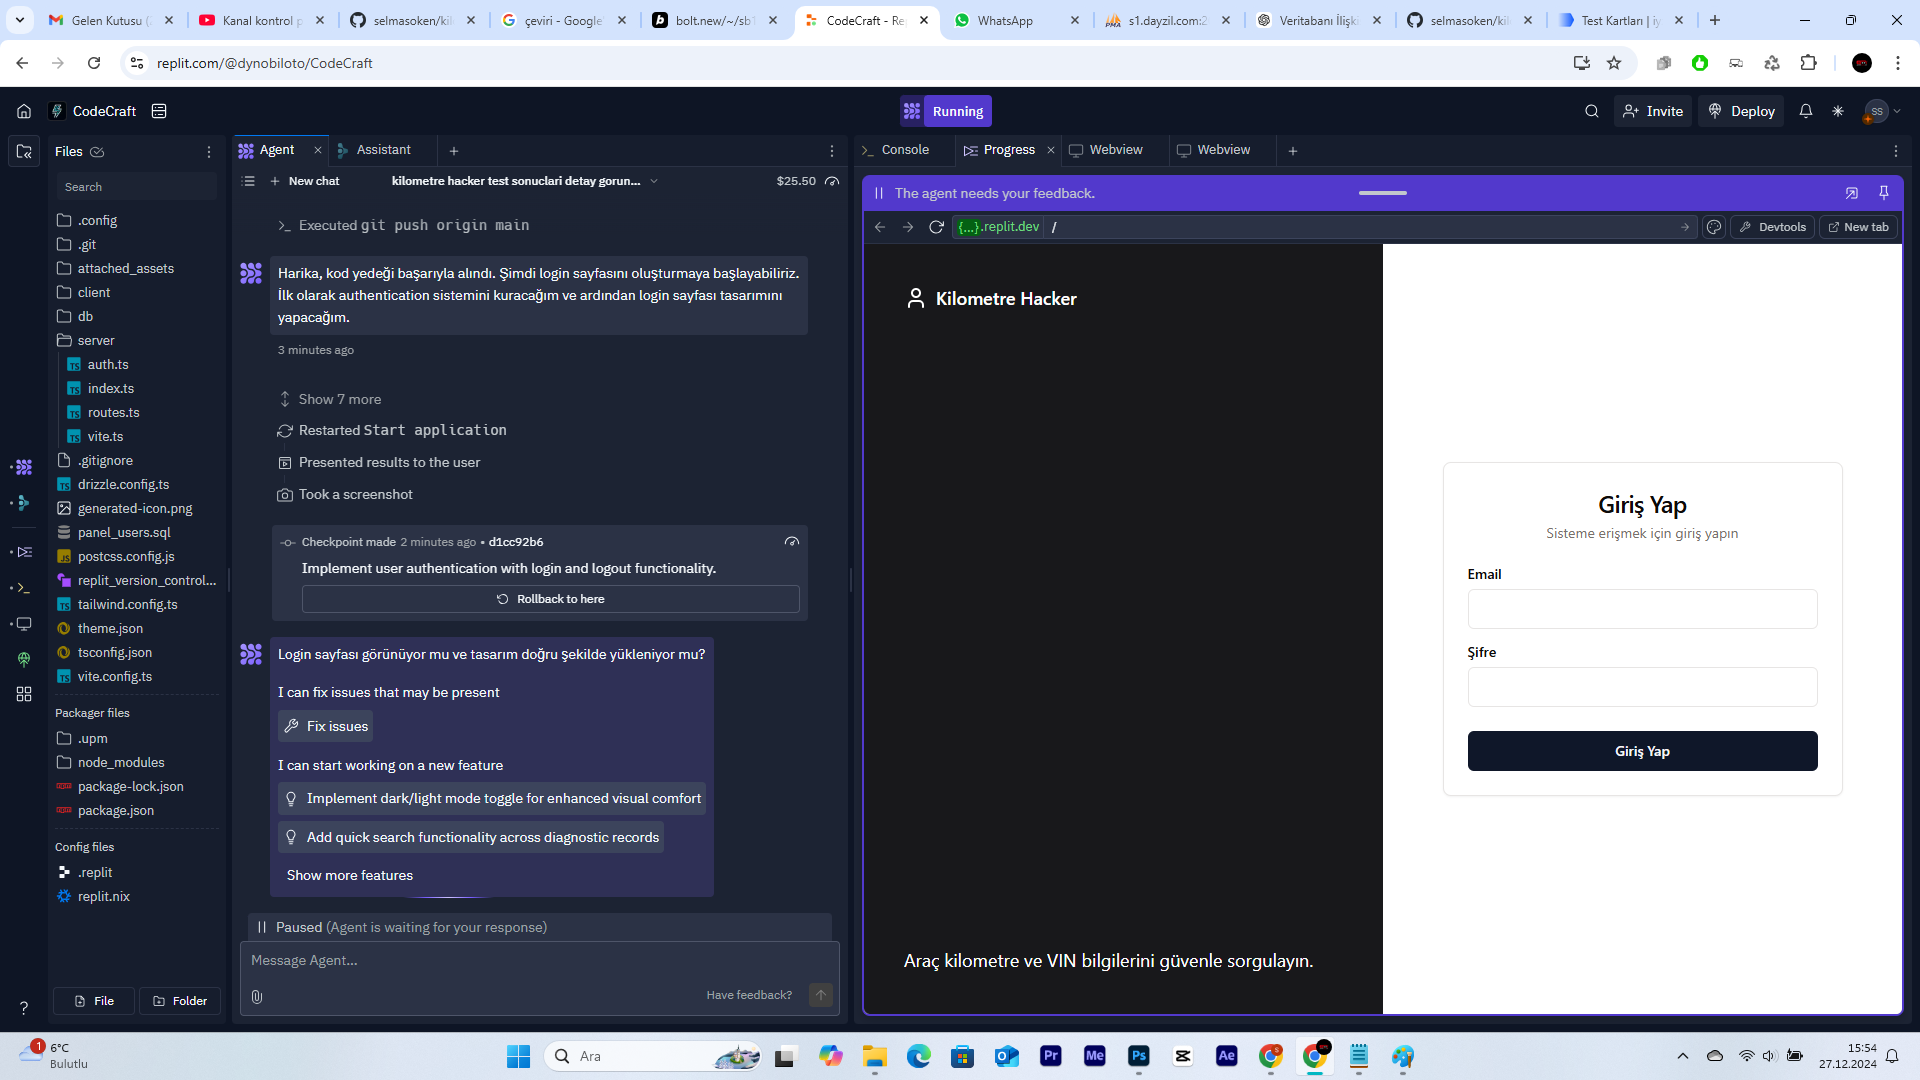 Gelen Kutusu (
Kanal kontrol p
selmasoken/kil
çeviri - Google'
bolt.new/~/sb1
CodeCraft - Re
WhatsApp
s1.dayzil.com:2
Veritabanı İlişki
selmasoken/kil
Test Kartları | iy
replit.com/@dynobiloto/CodeCraft
CodeCraft
Running
Invite
Deploy
SS
Files
Search
.config
.git
attached_assets
client
db
server
auth.ts
index.ts
routes.ts
vite.ts
.gitignore
drizzle.config.ts
generated-icon.png
panel_users.sql
postcss.config.js
replit_version_control...
tailwind.config.ts
theme.json
tsconfig.json
vite.config.ts
Packager files
.upm
node_modules
package-lock.json
package.json
Config files
.replit
replit.nix
File
Folder
Agent
Assistant
New chat
kilometre hacker test sonuclari detay gorun...
$25.50
Executed git push origin main
Harika, kod yedeği başarıyla alındı. Şimdi login sayfasını oluşturmaya başlayabiliriz.
İlk olarak authentication sistemini kuracağım ve ardından login sayfası tasarımını
yapacağım.
3 minutes ago
Show 7 more
Restarted Start application
Presented results to the user
Took a screenshot
Checkpoint made 2 minutes ago • d1cc92b6
Implement user authentication with login and logout functionality.
Rollback to here
Login sayfası görünüyor mu ve tasarım doğru şekilde yükleniyor mu?
I can fix issues that may be present
Fix issues
I can start working on a new feature
Implement dark/light mode toggle for enhanced visual comfort
Add quick search functionality across diagnostic records
Show more features
Paused (Agent is waiting for your response)
Message Agent...
Have feedback?
Console
Progress
Webview
Webview
The agent needs your feedback.
{...}.replit.dev
/
Devtools
New tab
Kilometre Hacker
Araç kilometre ve VIN bilgilerini güvenle sorgulayın.
Giriş Yap
Sisteme erişmek için giriş yapın
Email
Şifre
Giriş Yap
1
6°C
Bulutlu
Ara
Pr
Me
Ps
Ae
15:54
27.12.2024